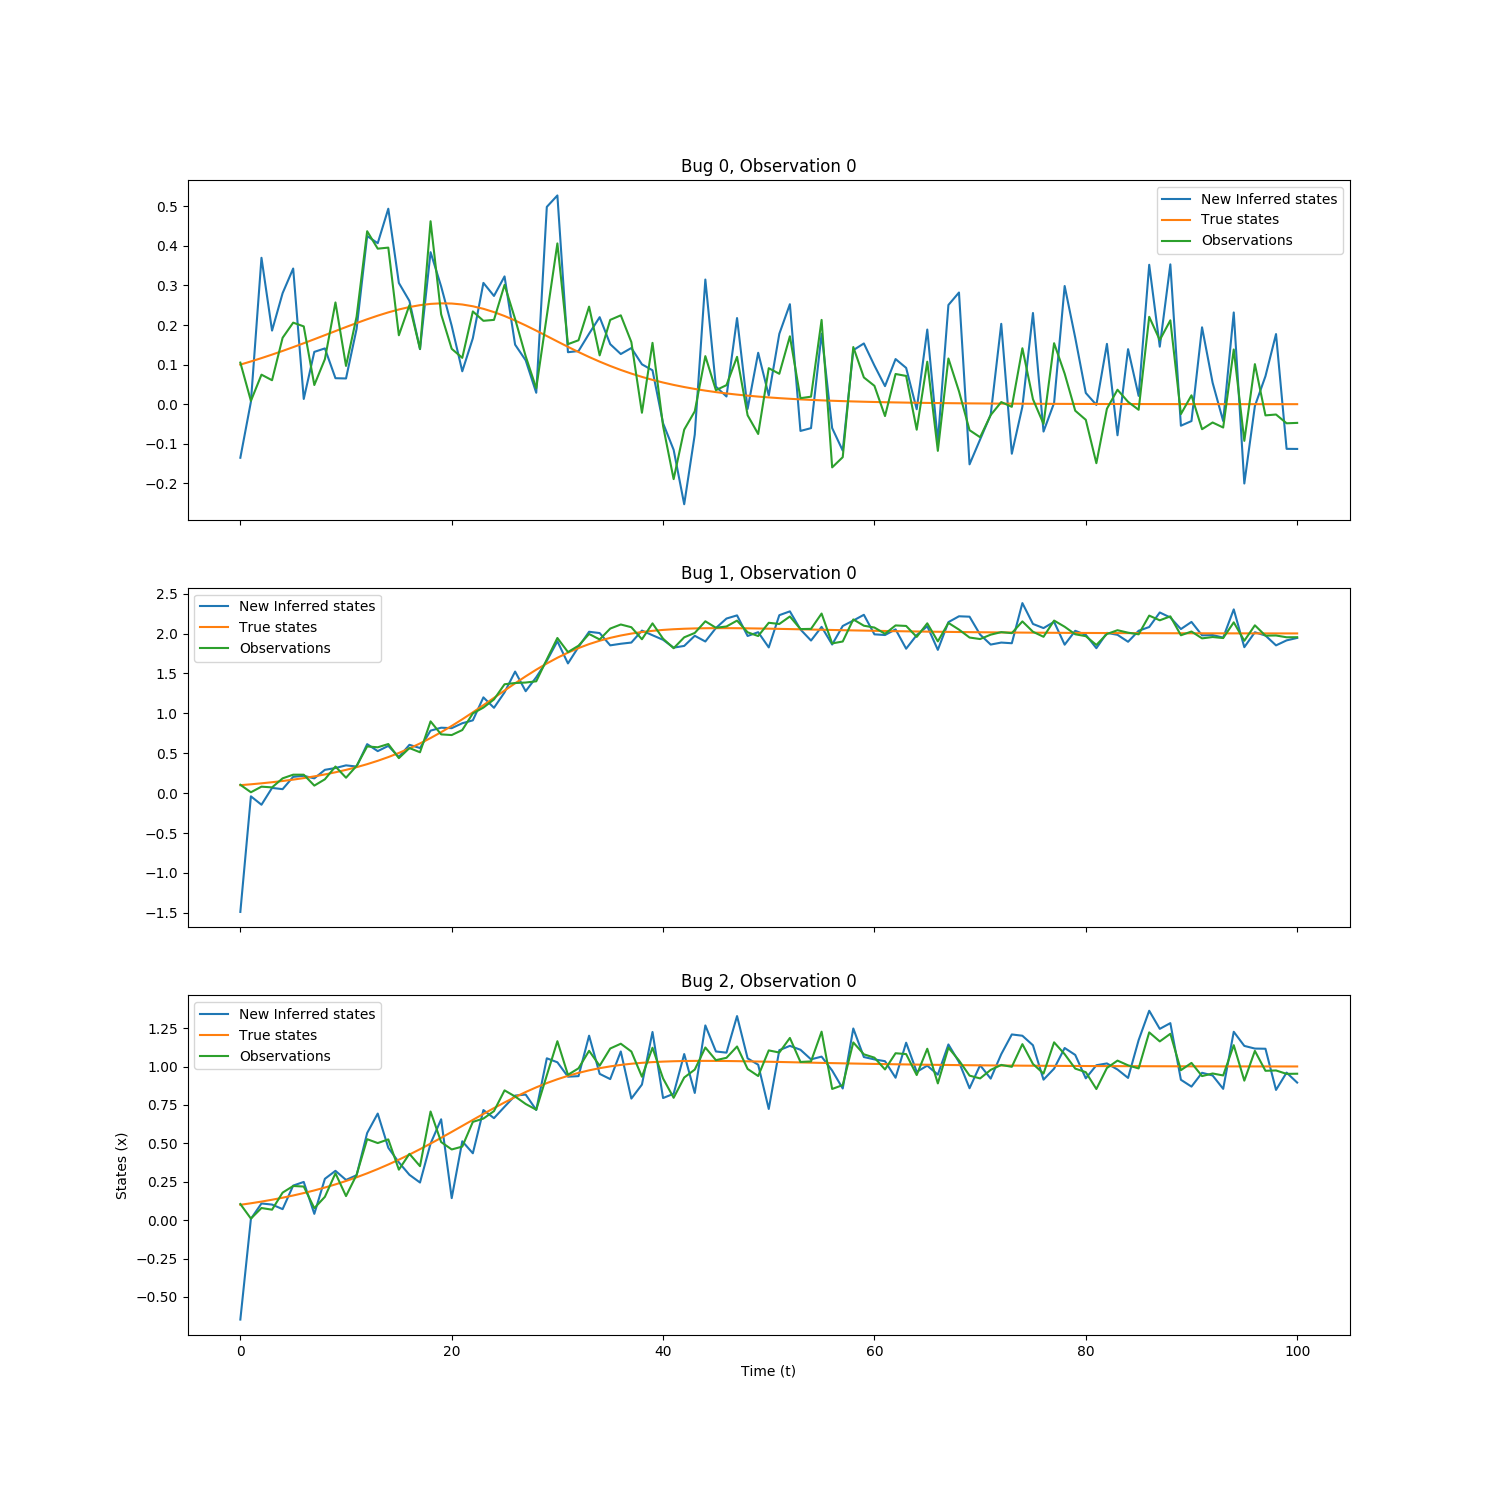 Bug 0, Observation 0
New Inferred states
True states
Observations
0.5
0.4
0.3
0.2
0.1
0.0
−0.1
−0.2
Bug 1, Observation 0
New Inferred states
True states
Observations
2.5
2.0
1.5
1.0
0.5
0.0
−0.5
−1.0
−1.5
Bug 2, Observation 0
New Inferred states
True states
Observations
1.25
1.00
0.75
0.50
0.25
0.00
−0.25
−0.50
States (x)
0 20 40 60 80 100
Time (t)